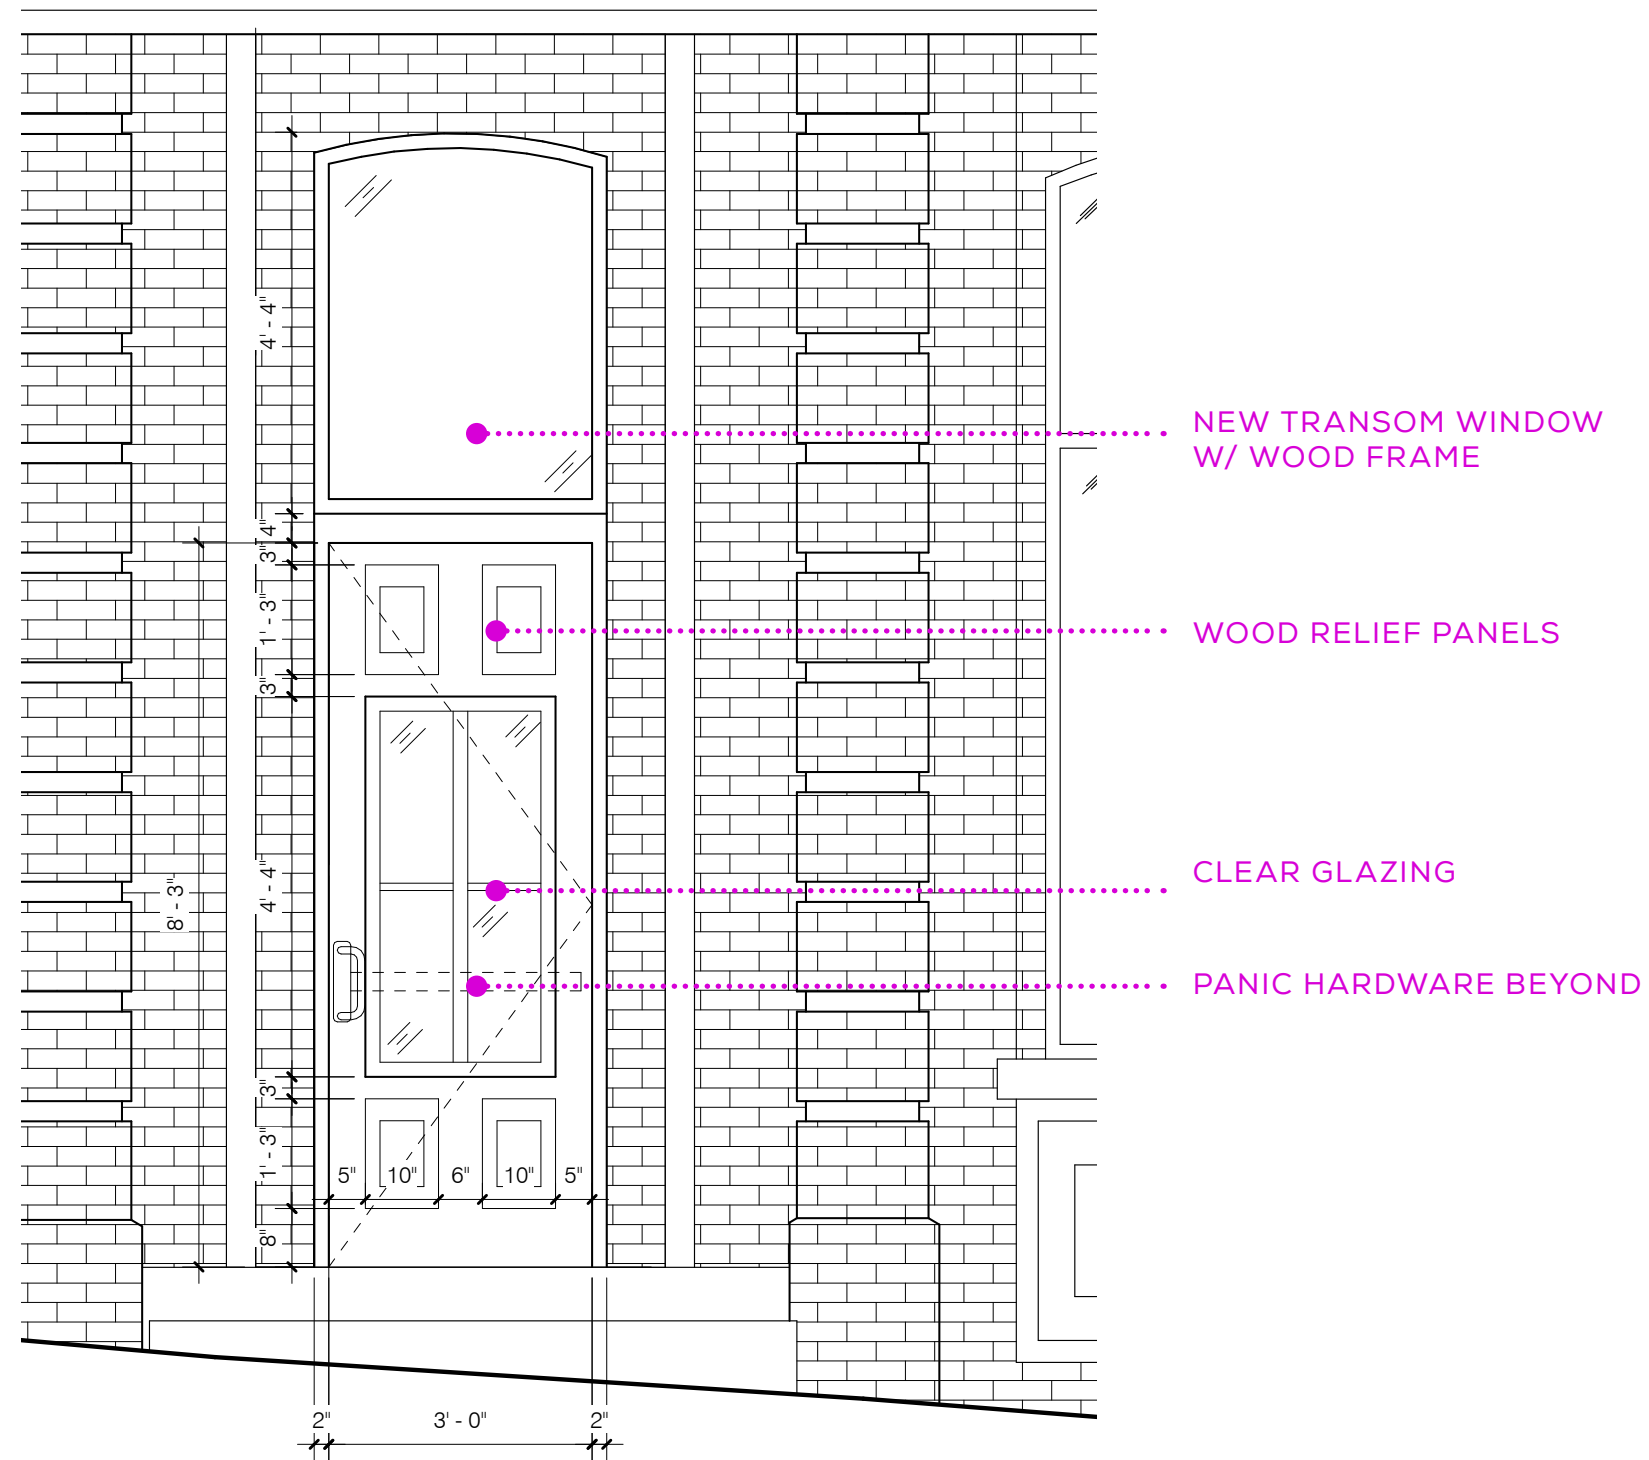 4' - 4"
NEW TRANSOM WINDOW
W/ WOOD FRAME
4"
3"
1' - 3"
WOOD RELIEF PANELS
3"
8' - 3"
4' - 4"
CLEAR GLAZING
PANIC HARDWARE BEYOND
3"
1' - 3"
5" 10" 6" 10" 5"
8"
2" 3' - 0" 2"